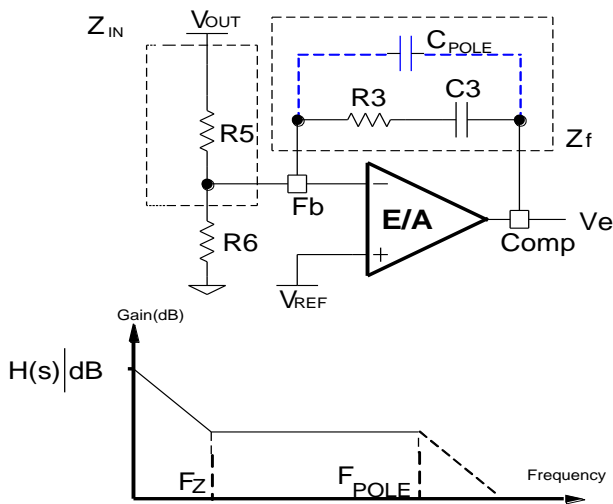 VOUT
ZIN
CPOLE
R3
C3
R5
Zf
Fb
E/A
Ve
R6
Comp
VREF
Gain(dB)
H(s)|dB
FZ
FPOLE
Frequency